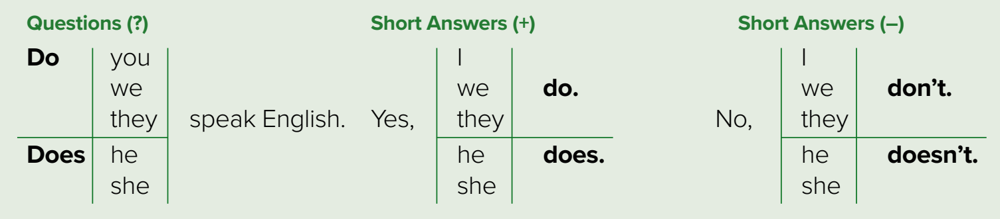 Questions (?) Short Answers (+) Short Answers (–)
Do you I I
we we do. we don't.
they speak English. Yes, they No, they
Does he he does. he doesn't.
she she she